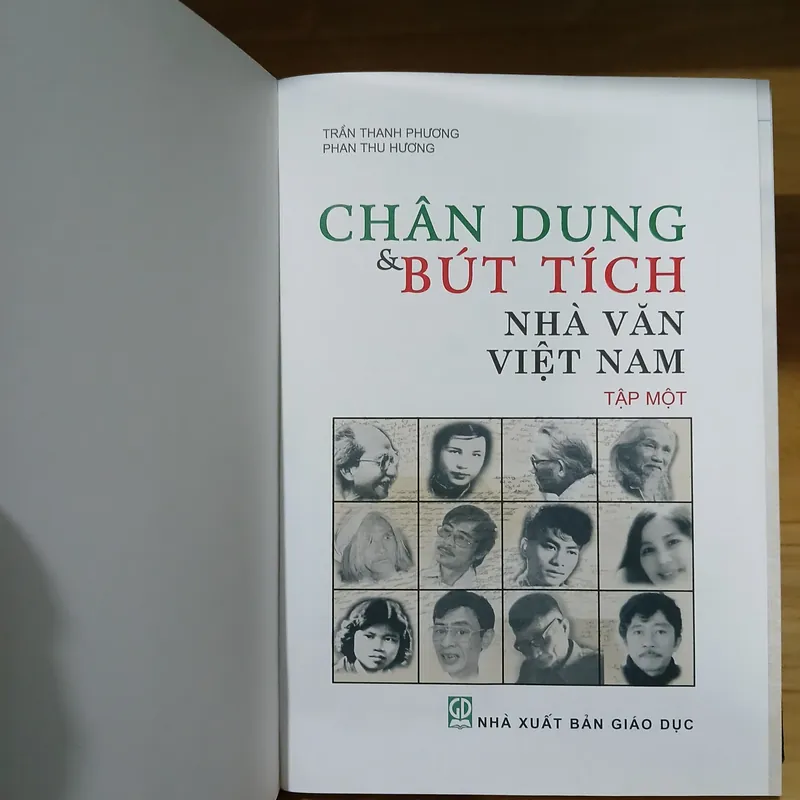 TRẦN THANH PHƯƠNG
PHAN THU HƯƠNG
CHÂN DUNG
& BÚT TÍCH
NHÀ VĂN
VIỆT NAM
TẬP MỘT
GD NHÀ XUẤT BẢN GIÁO DỤC